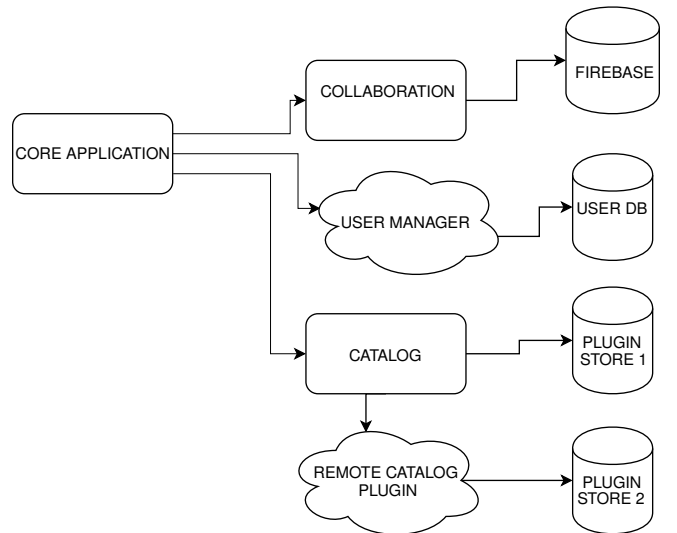 FIREBASE
COLLABORATION
CORE APPLICATION
USER MANAGER
USER DB
CATALOG
PLUGIN
STORE 1
REMOTE CATALOG
PLUGIN
PLUGIN
STORE 2